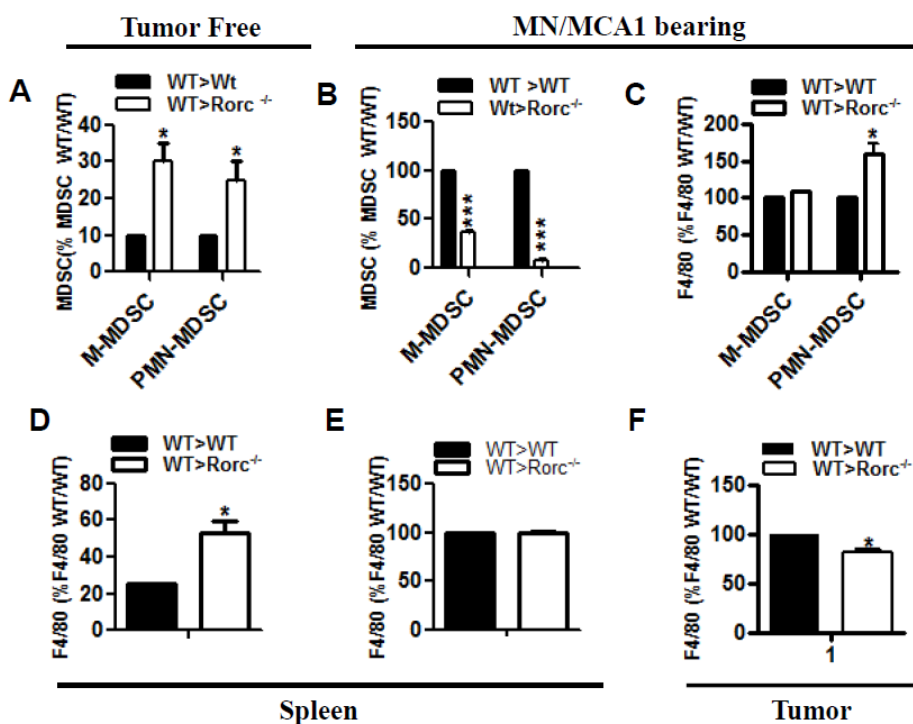 Tumor Free
MN/MCA1 bearing
A
WT>Wt
WT>Rorc -/-
MDSC(% MDSC WT/WT)
40
30
20
10
0
*
*
M-MDSC
PMN-MDSC
B
WT >WT
Wt>Rorc-/-
MDSC (% MDSC WT/WT)
150
100
50
0
***
***
M-MDSC
PMN-MDSC
C
WT>WT
WT>Rorc-/-
F4/80 (%F4/80 WT/WT)
200
150
100
50
0
*
M-MDSC
PMN-MDSC
D
WT>WT
WT>Rorc-/-
F4/80 (%F4/80 WT/WT)
80
60
40
20
0
*
E
WT>WT
WT>Rorc-/-
F4/80 (%F4/80 WT/WT)
150
100
50
0
F
WT>WT
WT>Rorc-/-
F4/80 (%F4/80 WT/WT)
150
100
50
0
*
1
Spleen
Tumor